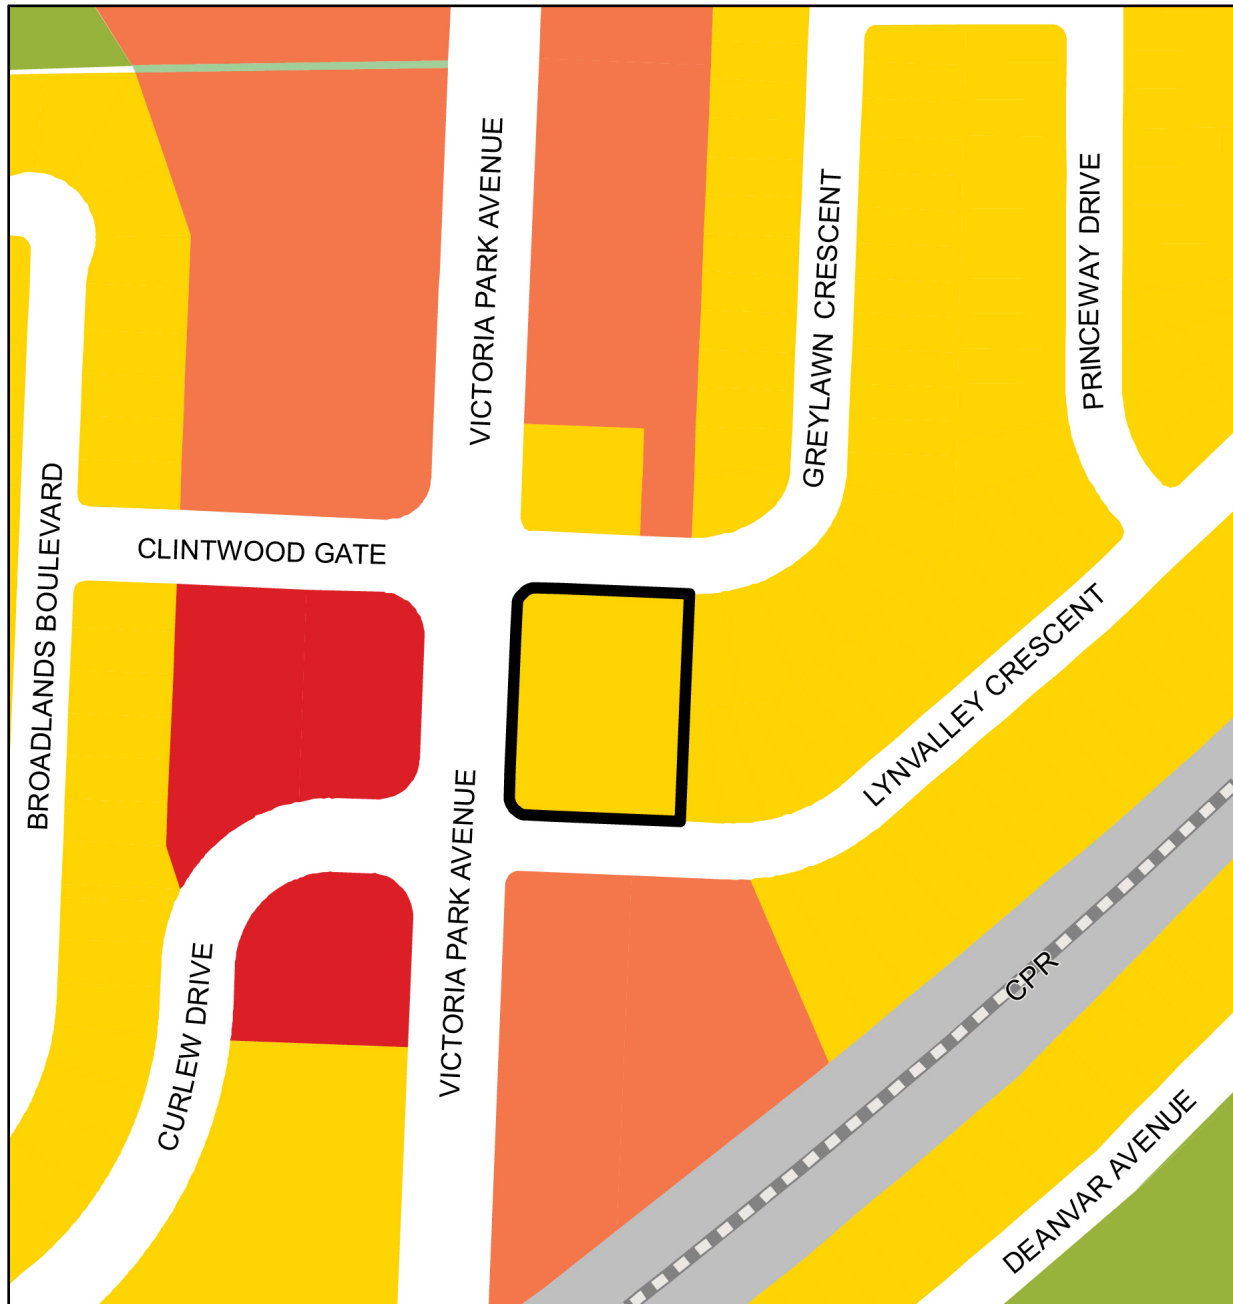 VICTORIA PARK AVENUE
GREYLAWN CRESCENT
PRINCEWAY DRIVE
BROADLANDS BOULEVARD
CLINTWOOD GATE
LYNVALLEY CRESCENT
VICTORIA PARK AVENUE
CURLEW DRIVE
CPR
DEANVAR AVENUE